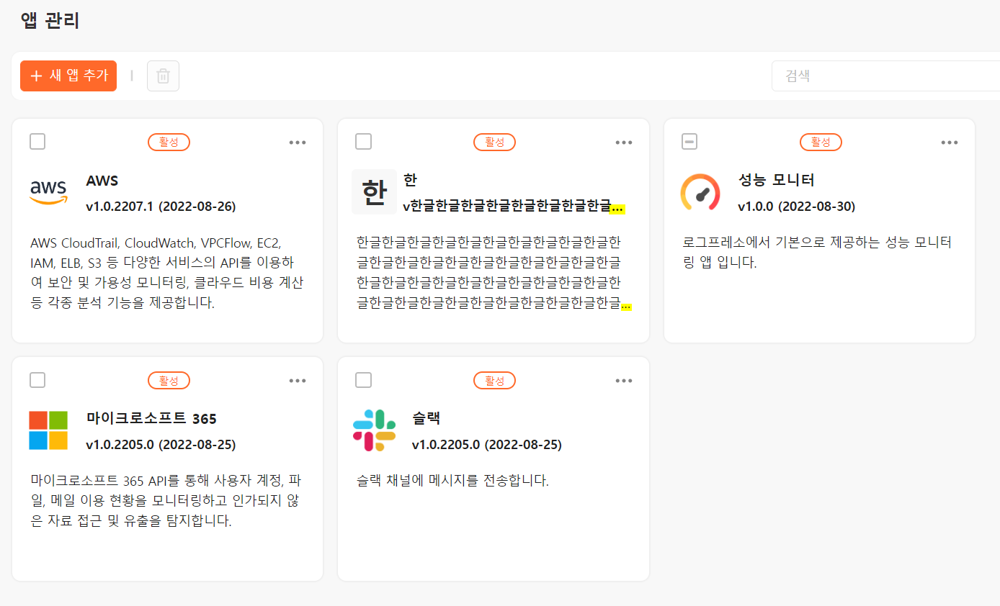 앱 관리
+ 새 앱 추가
검색
활성
aws
AWS
v1.0.2207.1 (2022-08-26)
AWS CloudTrail, CloudWatch, VPCFlow, EC2,
IAM, ELB, S3 등 다양한 서비스의 API를 이용하
여 보안 및 가용성 모니터링, 클라우드 비용 계산
등 각종 분석 기능을 제공합니다.
활성
한
한
v한글한글한글한글한글한글한글한글...
한글한글한글한글한글한글한글한글한글한글한
글한글한글한글한글한글한글한글한글한글한글
한글한글한글한글한글한글한글한글한글한글한
글한글한글한글한글한글한글한글한글한글한글...
활성
성능 모니터
v1.0.0 (2022-08-30)
로그프레소에서 기본으로 제공하는 성능 모니터
링 앱 입니다.
활성
마이크로소프트 365
v1.0.2205.0 (2022-08-25)
마이크로소프트 365 API를 통해 사용자 계정, 파
일, 메일 이용 현황을 모니터링하고 인가되지 않
은 자료 접근 및 유출을 탐지합니다.
활성
슬랙
v1.0.2205.0 (2022-08-25)
슬랙 채널에 메시지를 전송합니다.